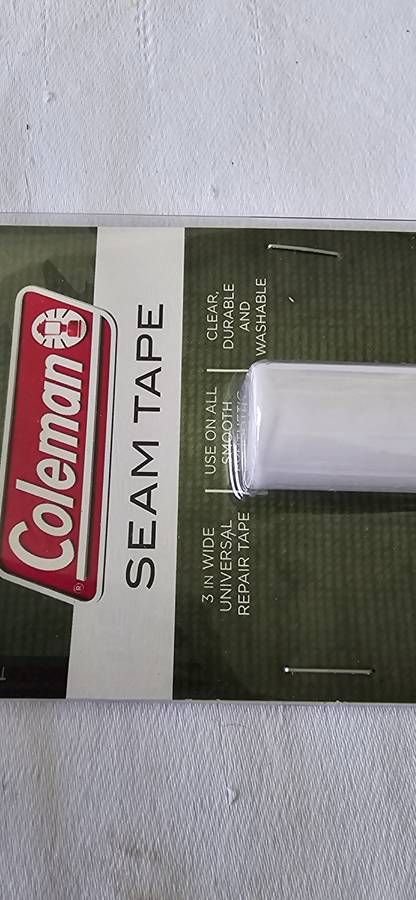 Coleman
®
SEAM TAPE
3 IN WIDE
UNIVERSAL
REPAIR TAPE
USE ON ALL
SMOOTH
CLEAR,
DURABLE
AND
WASHABLE